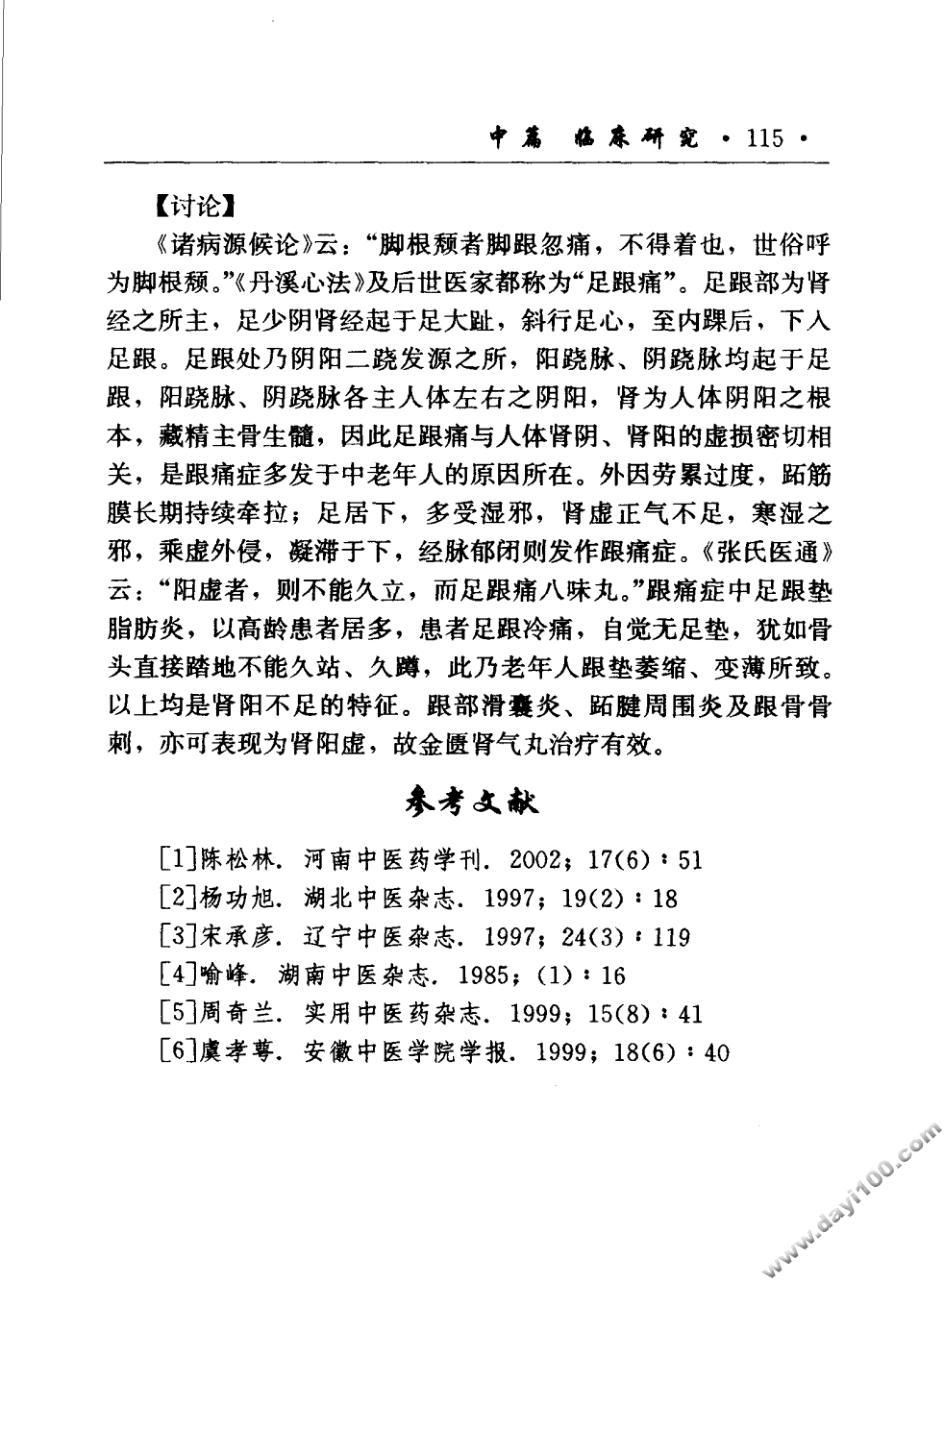 中篇 临床研究 · 115 ·
【讨论】
《诸病源候论》云：“脚根颓者脚跟忽痛，不得着也，世俗呼
为脚根颓。”《丹溪心法》及后世医家都称为“足跟痛”。足跟部为肾
经之所主，足少阴肾经起于足大趾，斜行足心，至内踝后，下入
足跟。足跟处乃阴阳二跷发源之所，阳跷脉、阴跷脉均起于足
跟，阳跷脉、阴跷脉各主人体左右之阴阳，肾为人体阴阳之根
本，藏精主骨生髓，因此足跟痛与人体肾阴、肾阳的虚损密切相
关，是跟痛症多发于中老年人的原因所在。外因劳累过度，跖筋
膜长期持续牵拉；足居下，多受湿邪，肾虚正气不足，寒湿之
邪，乘虚外侵，凝滞于下，经脉郁闭则发作跟痛症。《张氏医通》
云：“阳虚者，则不能久立，而足跟痛八味丸。”跟痛症中足跟垫
脂肪炎，以高龄患者居多，患者足跟冷痛，自觉无足垫，犹如骨
头直接踏地不能久站、久蹲，此乃老年人跟垫萎缩、变薄所致。
以上均是肾阳不足的特征。跟部滑囊炎、跖腱周围炎及跟骨骨
刺，亦可表现为肾阳虚，故金匮肾气丸治疗有效。
参考文献
[1]陈松林．河南中医药学刊．2002；17(6)：51
[2]杨功旭．湖北中医杂志．1997；19(2)：18
[3]宋承彦．辽宁中医杂志．1997；24(3)：119
[4]喻峰．湖南中医杂志．1985；(1)：16
[5]周奇兰．实用中医药杂志．1999；15(8)：41
[6]虞孝萼．安徽中医学院学报．1999；18(6)：40
www.dayi100.com